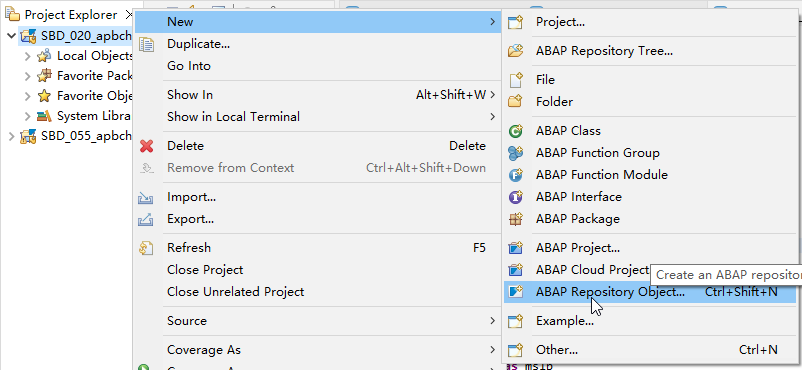 Project Explorer
SBD_020_apbch
Local Objects
Favorite Pack
Favorite Obje
System Libra
SBD_055_apbch
New
Duplicate...
Go Into
Show In Alt+Shift+W
Show in Local Terminal
Delete Delete
Remove from Context Ctrl+Alt+Shift+Down
Import...
Export...
Refresh F5
Close Project
Close Unrelated Project
Source
Coverage As
Project...
ABAP Repository Tree...
File
Folder
ABAP Class
ABAP Function Group
ABAP Function Module
ABAP Interface
ABAP Package
ABAP Project...
ABAP Cloud Project
Create an ABAP repositor
ABAP Repository Object... Ctrl+Shift+N
Example...
Other... Ctrl+N